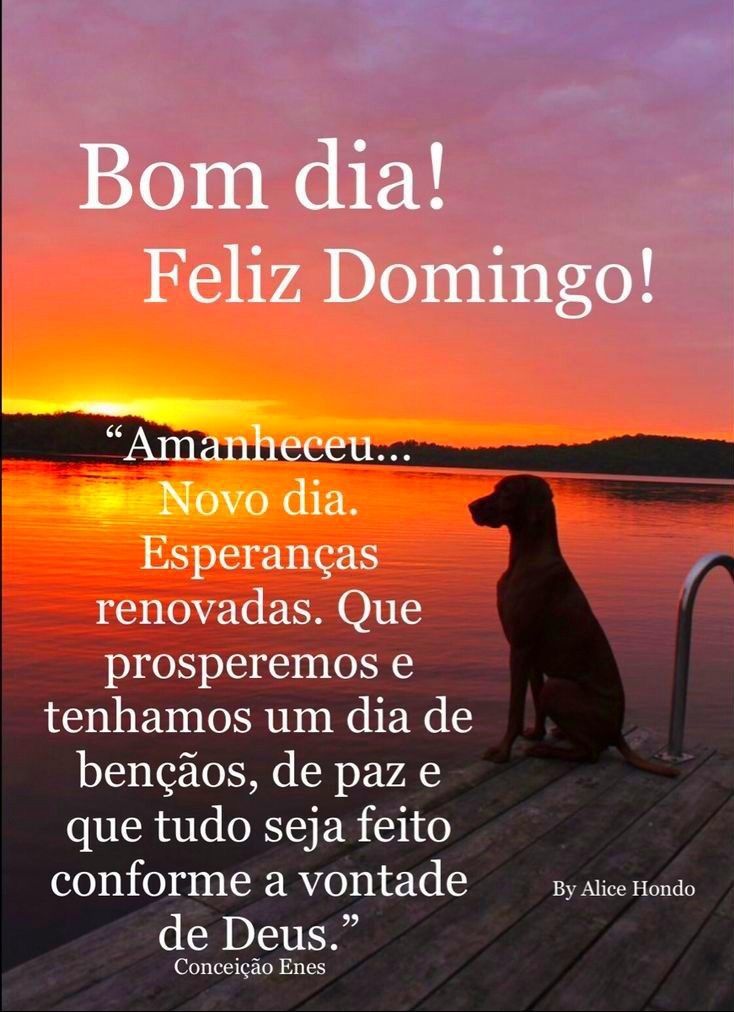 Bom dia!
Feliz Domingo!
“Amanheceu...
Novo dia.
Esperanças
renovadas. Que
prosperemos e
tenhamos um dia de
bençãos, de paz e
que tudo seja feito
conforme a vontade
de Deus.”
Conceição Enes
By Alice Hondo